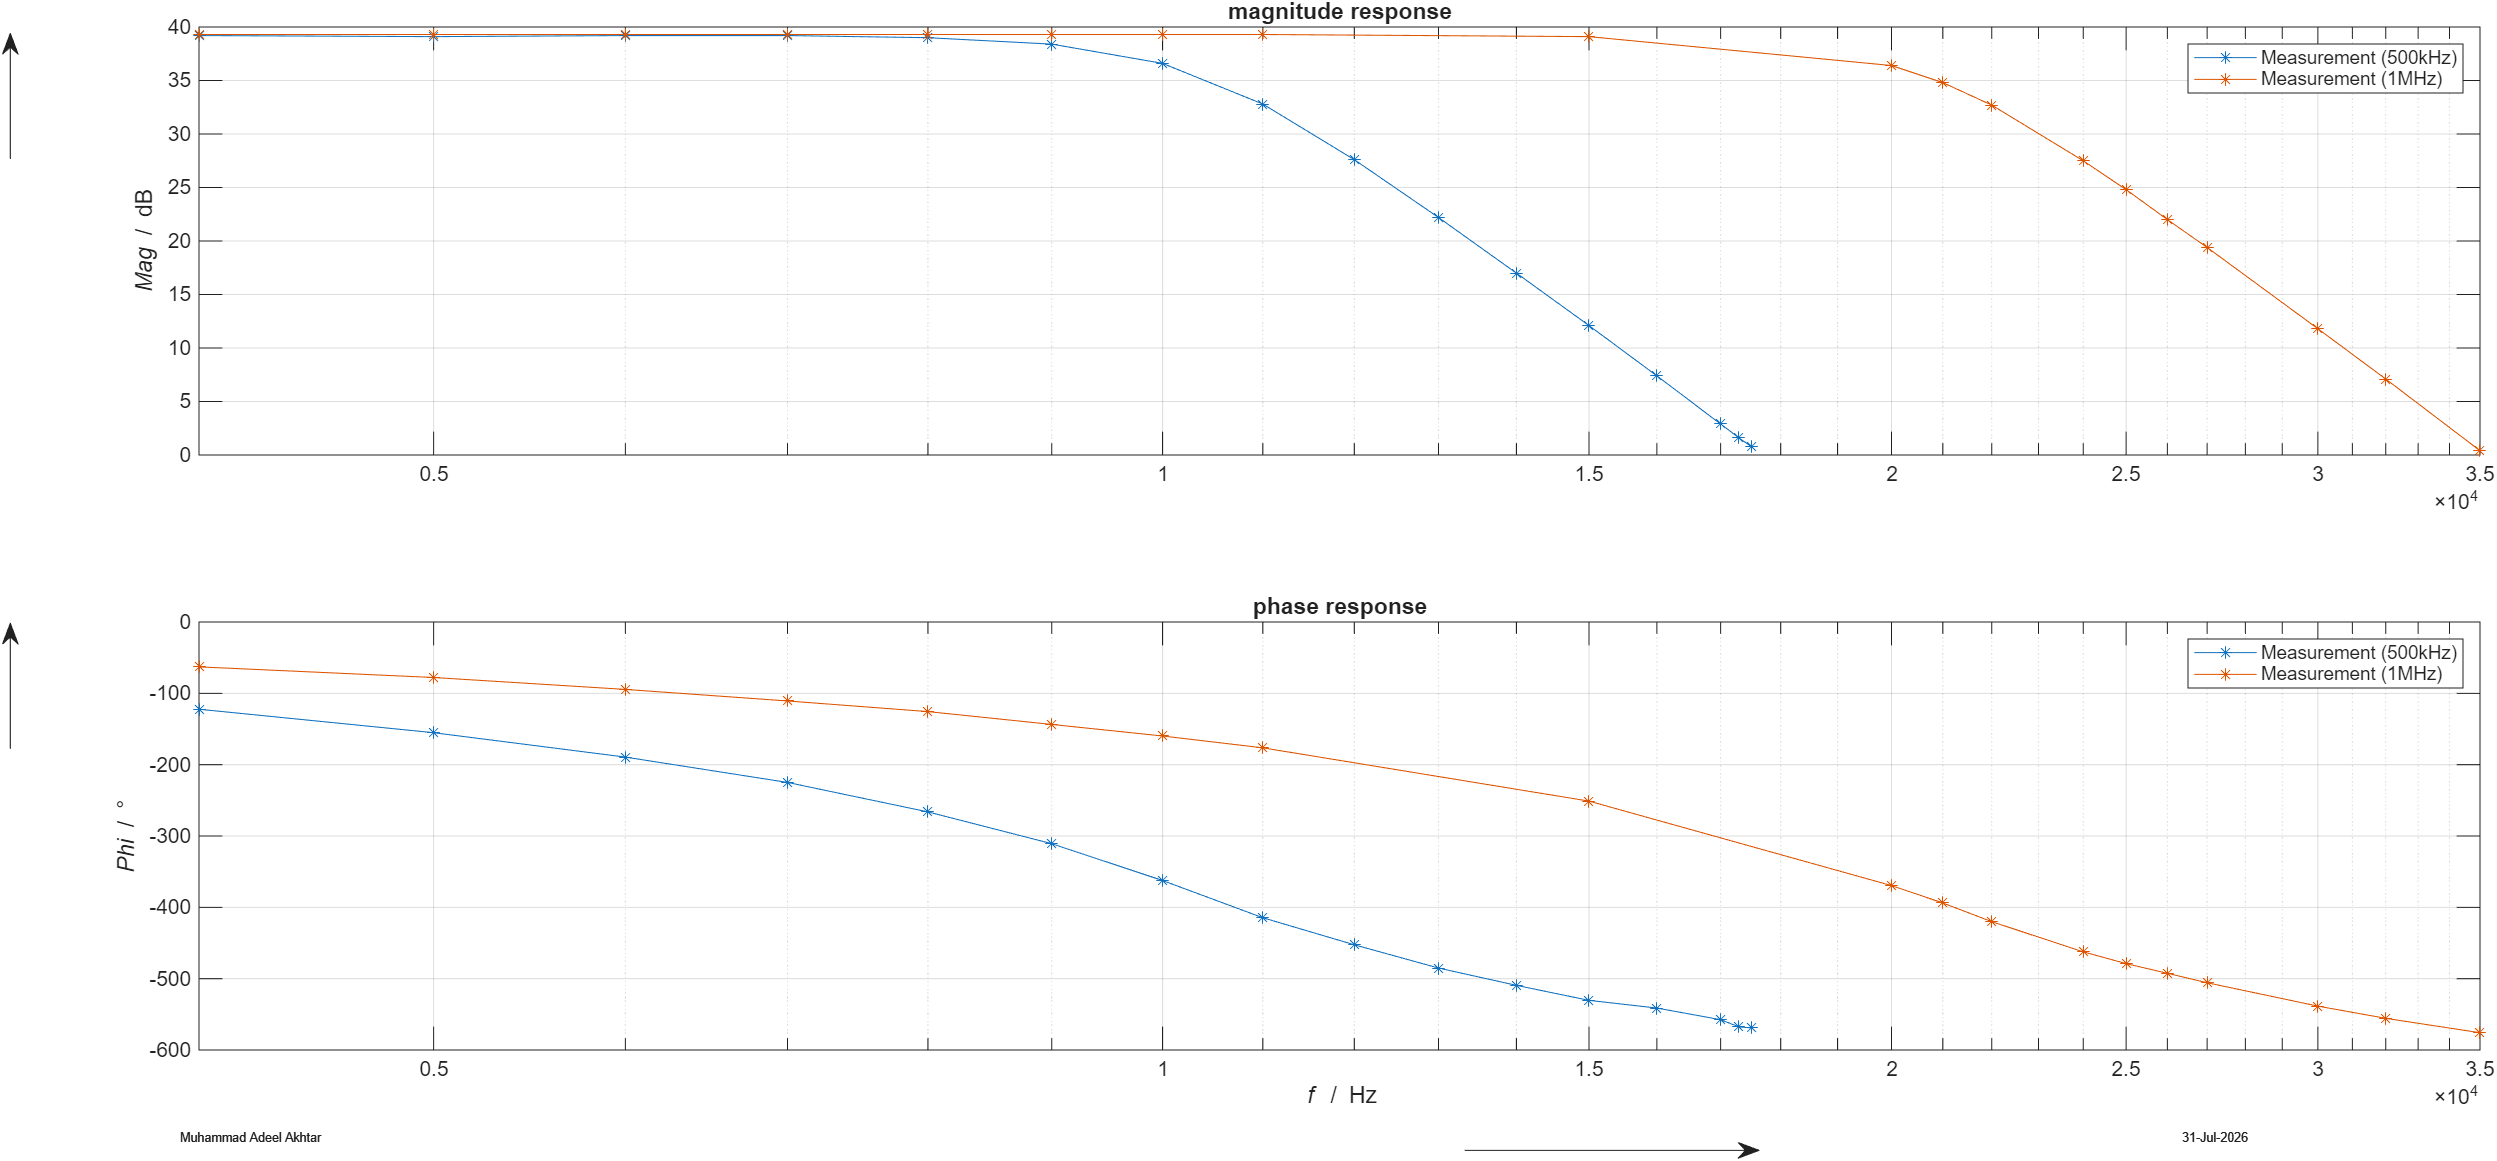 magnitude response
40
35
30
25
20
15
10
5
0
Mag / dB
Measurement (500kHz)
Measurement (1MHz)
0.5 1 1.5 2 2.5 3 3.5
×10⁴
phase response
0
-100
-200
-300
-400
-500
-600
Phi / °
Measurement (500kHz)
Measurement (1MHz)
0.5 1 1.5 2 2.5 3 3.5
×10⁴
f / Hz
Muhammad Adeel Akhtar
31-Jul-2026